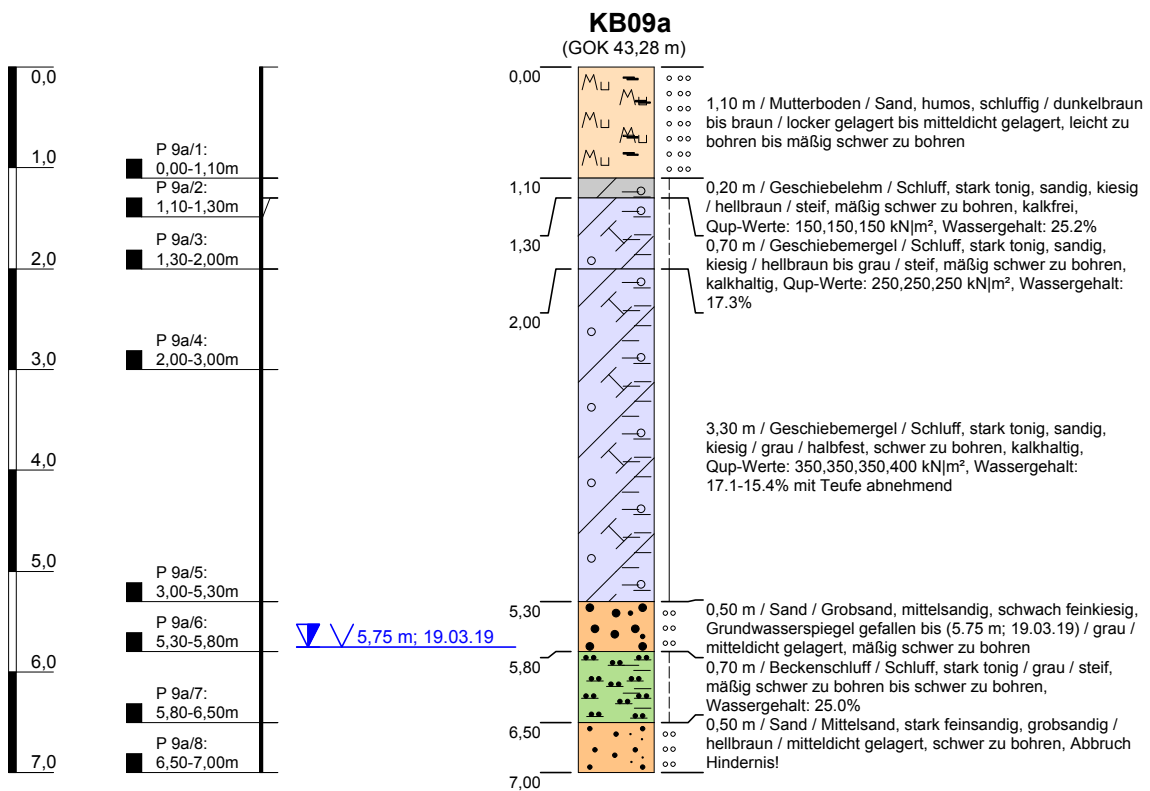 KB09a
(GOK 43,28 m)
0,0
1,0
2,0
3,0
4,0
5,0
6,0
7,0
P 9a/1:
0,00-1,10m
P 9a/2:
1,10-1,30m
P 9a/3:
1,30-2,00m
P 9a/4:
2,00-3,00m
P 9a/5:
3,00-5,30m
P 9a/6:
5,30-5,80m
P 9a/7:
5,80-6,50m
P 9a/8:
6,50-7,00m
5,75 m; 19.03.19
0,00
1,10
1,30
2,00
5,30
5,80
6,50
7,00
1,10 m / Mutterboden / Sand, humos, schluffig / dunkelbraun
bis braun / locker gelagert bis mitteldicht gelagert, leicht zu
bohren bis mäßig schwer zu bohren
0,20 m / Geschiebelehm / Schluff, stark tonig, sandig, kiesig
/ hellbraun / steif, mäßig schwer zu bohren, kalkfrei,
Qup-Werte: 150,150,150 kN|m², Wassergehalt: 25.2%
0,70 m / Geschiebemergel / Schluff, stark tonig, sandig,
kiesig / hellbraun bis grau / steif, mäßig schwer zu bohren,
kalkhaltig, Qup-Werte: 250,250,250 kN|m², Wassergehalt:
17.3%
3,30 m / Geschiebemergel / Schluff, stark tonig, sandig,
kiesig / grau / halbfest, schwer zu bohren, kalkhaltig,
Qup-Werte: 350,350,350,400 kN|m², Wassergehalt:
17.1-15.4% mit Teufe abnehmend
0,50 m / Sand / Grobsand, mittelsandig, schwach feinkiesig,
Grundwasserspiegel gefallen bis (5.75 m; 19.03.19) / grau /
mitteldicht gelagert, mäßig schwer zu bohren
0,70 m / Beckenschluff / Schluff, stark tonig / grau / steif,
mäßig schwer zu bohren bis schwer zu bohren,
Wassergehalt: 25.0%
0,50 m / Sand / Mittelsand, stark feinsandig, grobsandig /
hellbraun / mitteldicht gelagert, schwer zu bohren, Abbruch
Hindernis!